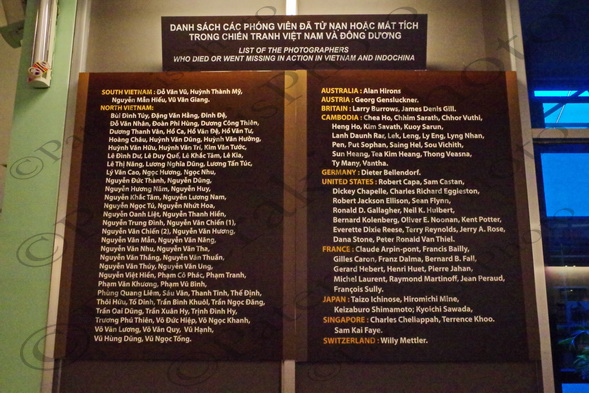 DANH SÁCH CÁC PHÓNG VIÊN ĐÃ TỬ NẠN HOẶC MẤT TÍCH
TRONG CHIẾN TRANH VIỆT NAM VÀ ĐÔNG DƯƠNG
LIST OF THE PHOTOGRAPHERS
WHO DIED OR WENT MISSING IN ACTION IN VIETNAM AND INDOCHINA
SOUTH VIETNAM : Đỗ Văn Vũ, Huỳnh Thành Mỹ,
Nguyễn Mẫn Hiếu, Vũ Văn Giang.
NORTH VIETNAM:
Bùi Đình Túy, Đặng Văn Hằng, Đinh Đệ,
Đỗ Văn Nhân, Đoàn Phi Hùng, Dương Công Thiên,
Dương Thanh Vân, Hồ Ca, Hồ Văn Đệ, Hồ Văn Tư,
Hoàng Châu, Huỳnh Văn Dũng, Huỳnh Văn Hưởng,
Huỳnh Văn Hữu, Huỳnh Văn Trí, Kim Văn Tước,
Lê Đình Dư, Lê Duy Quế, Lê Khắc Tâm, Lê Kia,
Lê Thị Năng, Lương Nghĩa Dũng, Lương Tấn Túc,
Lý Văn Cao, Ngọc Hương, Ngọc Nhu,
Nguyễn Đức Thành, Nguyễn Dũng,
Nguyễn Hương Nam, Nguyễn Huy,
Nguyễn Khắc Tâm, Nguyễn Lương Nam,
Nguyễn Ngọc Tú, Nguyễn Nhứt Hoa,
Nguyễn Oanh Liệt, Nguyễn Thanh Hiền,
Nguyễn Trung Đình, Nguyễn Văn Chiến (1),
Nguyễn Văn Chiến (2), Nguyễn Văn Hương,
Nguyễn Văn Mẫn, Nguyễn Văn Năng,
Nguyễn Văn Nhu, Nguyễn Văn Tha,
Nguyễn Văn Thắng, Nguyễn Văn Thuấn,
Nguyễn Văn Thúy, Nguyễn Văn Ưng,
Nguyễn Việt Hiền, Phạm Cô Phác, Phạm Tranh,
Phạm Văn Khương, Phạm Vũ Bình,
Phùng Quang Liêm, Sáu Văn, Thanh Tinh, Thế Định,
Thôi Hữu, Tô Dinh, Trần Bỉnh Khuôl, Trần Ngọc Đăng,
Trần Oai Dũng, Trần Xuân Hy, Trịnh Đình Hy,
Trương Phú Thiên, Võ Đức Hiệp, Võ Ngọc Khanh,
Võ Văn Lương, Võ Văn Quy, Vũ Hạnh,
Vũ Hùng Dũng, Vũ Ngọc Tổng.
AUSTRALIA : Alan Hirons
AUSTRIA : Georg Gensluckner.
BRITAIN : Larry Burrows, James Denis Gill.
CAMBODIA : Chea Ho, Chhim Sarath, Chhor Vuthi,
Heng Ho, Kim Savath, Kuoy Sarun,
Lanh Daunh Rar, Lek, Leng, Ly Eng, Lyng Nhan,
Pen, Put Sophan, Saing Hel, Sou Vichith,
Sun Heang, Tea Kim Heang, Thong Veasna,
Ty Many, Vantha.
GERMANY : Dieter Bellendorf.
UNITED STATES : Robert Capa, Sam Castan,
Dickey Chapelle, Charles Richard Eggleston,
Robert Jackson Ellison, Sean Flynn,
Ronald D. Gallagher, Neil K. Hulbert,
Bernard Kolenberg, Oliver E. Noonan, Kent Potter,
Everette Dixie Reese, Terry Reynolds, Jerry A. Rose,
Dana Stone, Peter Ronald Van Thiel.
FRANCE : Claude Arpin-pont, Francis Bailly,
Gilles Caron, Franz Dalma, Bernard B. Fall,
Gerard Hebert, Henri Huet, Pierre Jahan,
Michel Laurent, Raymond Martinoff, Jean Peraud,
François Sully.
JAPAN : Taizo Ichinose, Hiromichi Mine,
Keizaburo Shimamoto; Kyoichi Sawada,
SINGAPORE : Charles Chellappah, Terrence Khoo.
Sam Kai Faye.
SWITZERLAND : Willy Mettler.